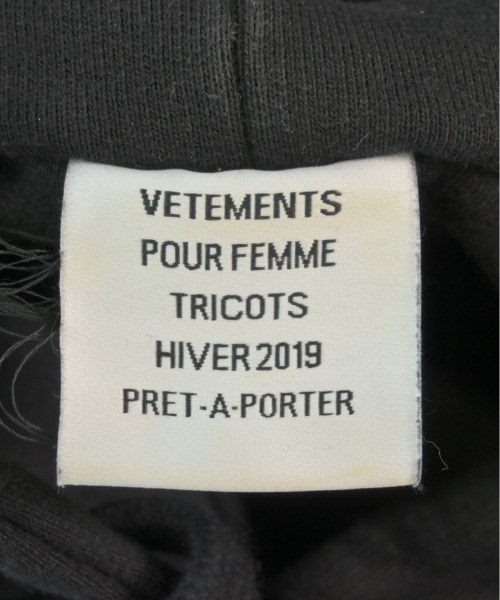 VETEMENTS
POUR FEMME
TRICOTS
HIVER 2019
PRET-A-PORTER